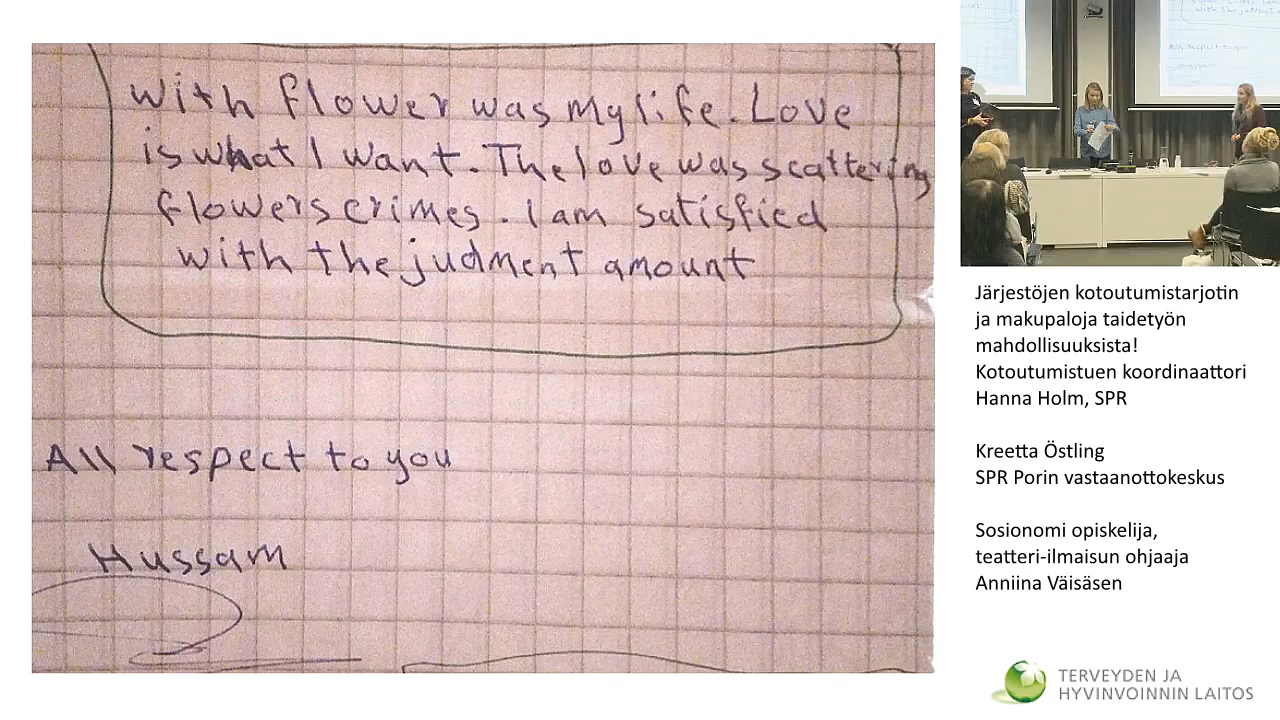 With flower was my life. Love
is what I want. The love was scattering
flowers crimes. I am satisfied
with the judment amount
All respect to you
Hussam
Järjestöjen kotoutumistarjotin
ja makupaloja taidetyön
mahdollisuuksista!
Kotoutumistuen koordinaattori
Hanna Holm, SPR
Kreetta Östling
SPR Porin vastaanottokeskus
Sosionomi opiskelija,
teatteri-ilmaisun ohjaaja
Anniina Väisäsen
TERVEYDEN JA
HYVINVOINNIN LAITOS